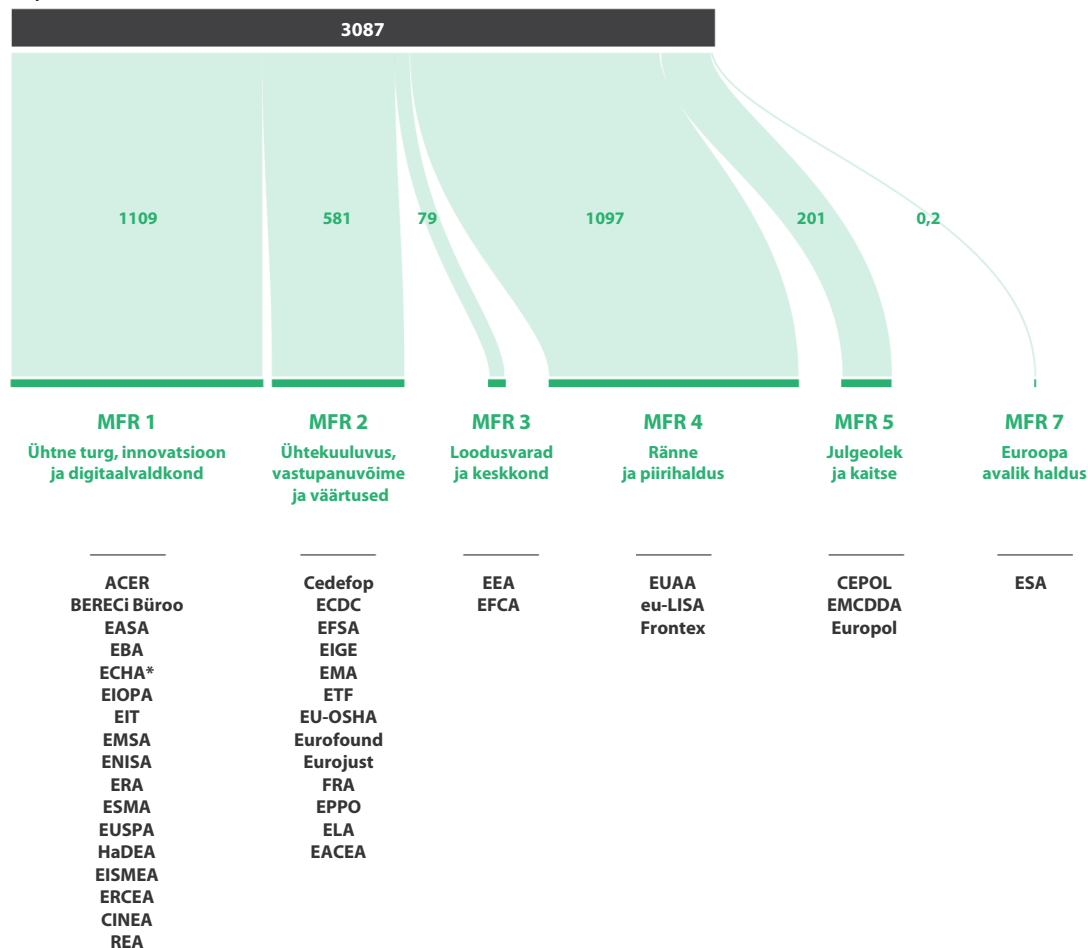 3087
1109
581
79
1097
201
0,2
MFR 1
Ühtne turg, innovatsioon
ja digitaalvaldkond
MFR 2
Ühtekuuluvus,
vastupanuvõime
ja väärtused
MFR 3
Loodusvarad
ja keskkond
MFR 4
Ränne
ja piirihaldus
MFR 5
Julgeolek
ja kaitse
MFR 7
Euroopa
avalik haldus
ACER
BERECi Büroo
EASA
EBA
ECHA*
EIOPA
EIT
EMSA
ENISA
ERA
ESMA
EUSPA
HaDEA
EISMEA
ERCEA
CINEA
REA
Cedefop
ECDC
EFSA
EIGE
EMA
ETF
EU-OSHA
Eurofound
Eurojust
FRA
EPPO
ELA
EACEA
EEA
EFCA
EUAA
eu-LISA
Frontex
CEPOL
EMCDDA
Europol
ESA